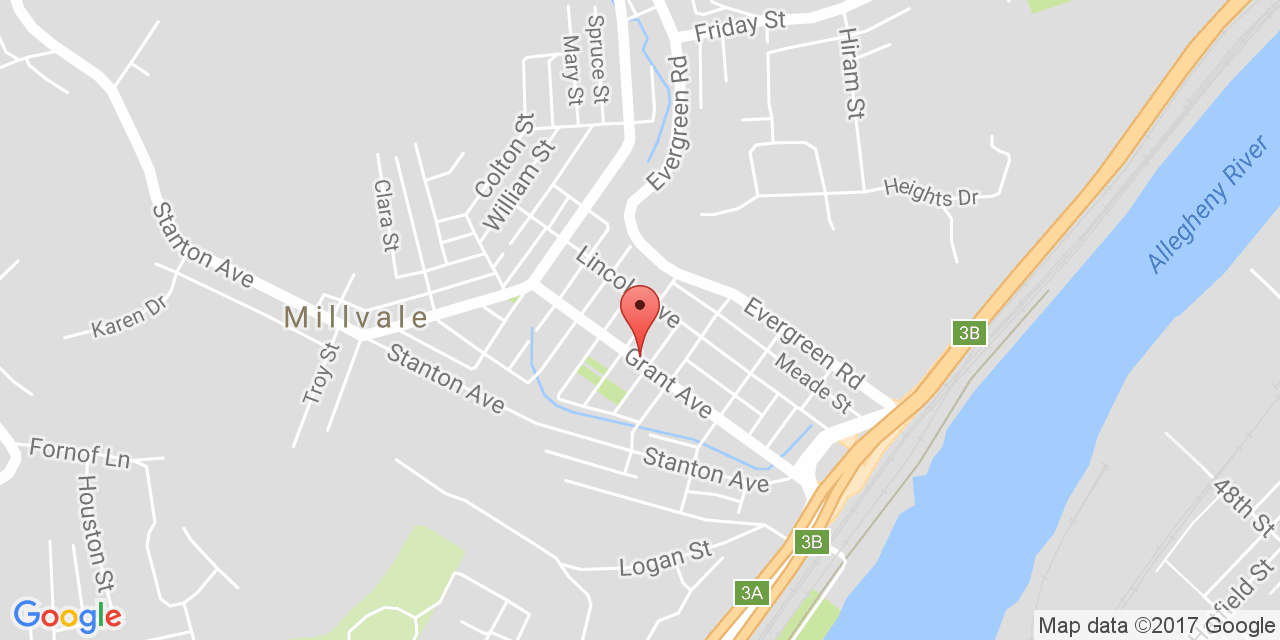 Friday St
Spruce St
Mary St
Hiram St
Evergreen Rd
Colton St
William St
Clara St
Heights Dr
Allegheny River
Stanton Ave
Lincoln Ave
Karen Dr
Millvale
Evergreen Rd
3B
Troy St
Stanton Ave
Grant Ave
Meade St
Fornof Ln
Houston St
Stanton Ave
48th St
3B
Logan St
3A
tfield St
Google
Map data ©2017 Google